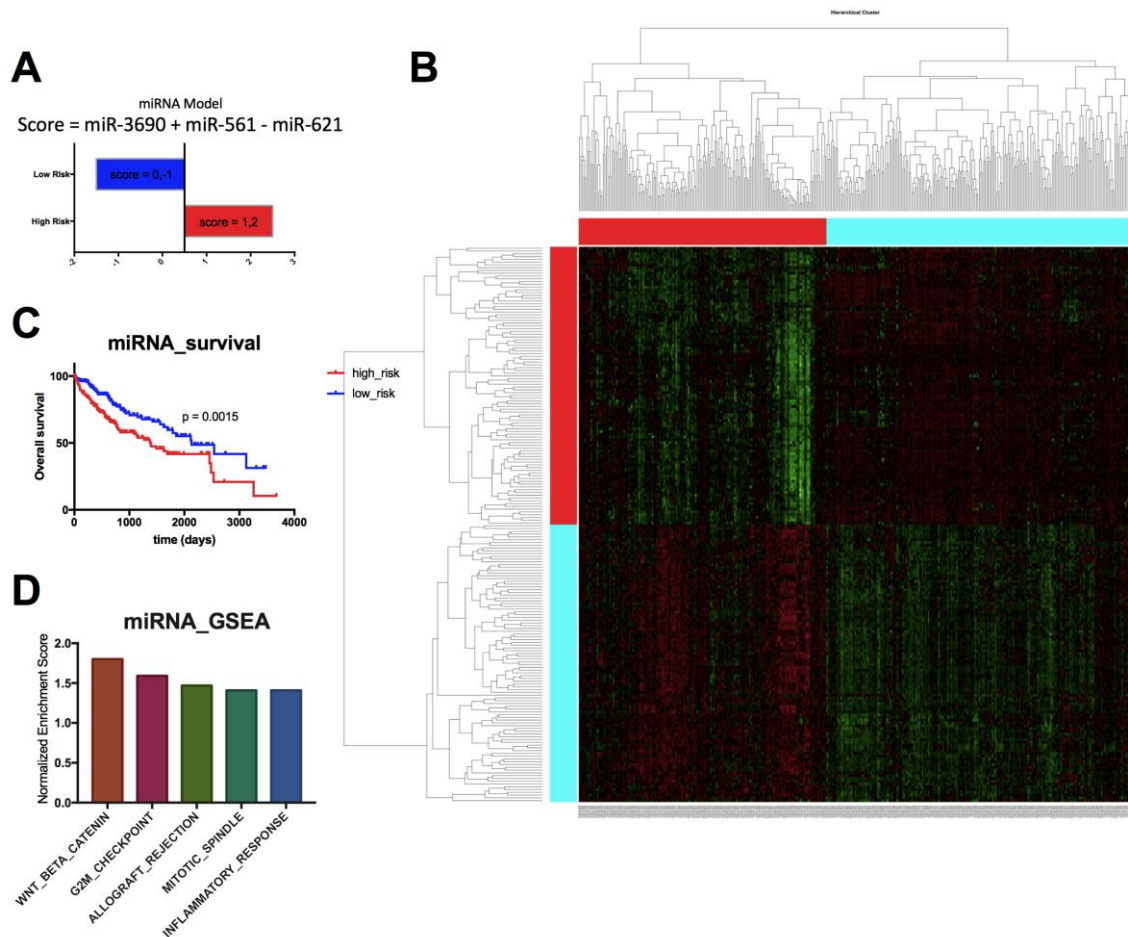 A
miRNA Model
Score = miR-3690 + miR-561 - miR-621
Low Risk
score = 0,-1
High Risk
score = 1,2
-2
-1
0
1
2
3
B
Hierarchical Cluster
C
miRNA_survival
high_risk
low_risk
p = 0.0015
Overall survival
100
50
0
0
1000
2000
3000
4000
time (days)
D
miRNA_GSEA
Normalized Enrichment Score
2.0
1.5
1.0
0.5
0.0
WNT_BETA_CATENIN
G2M_CHECKPOINT
ALLOGRAFT_REJECTION
MITOTIC_SPINDLE
INFLAMMATORY_RESPONSE